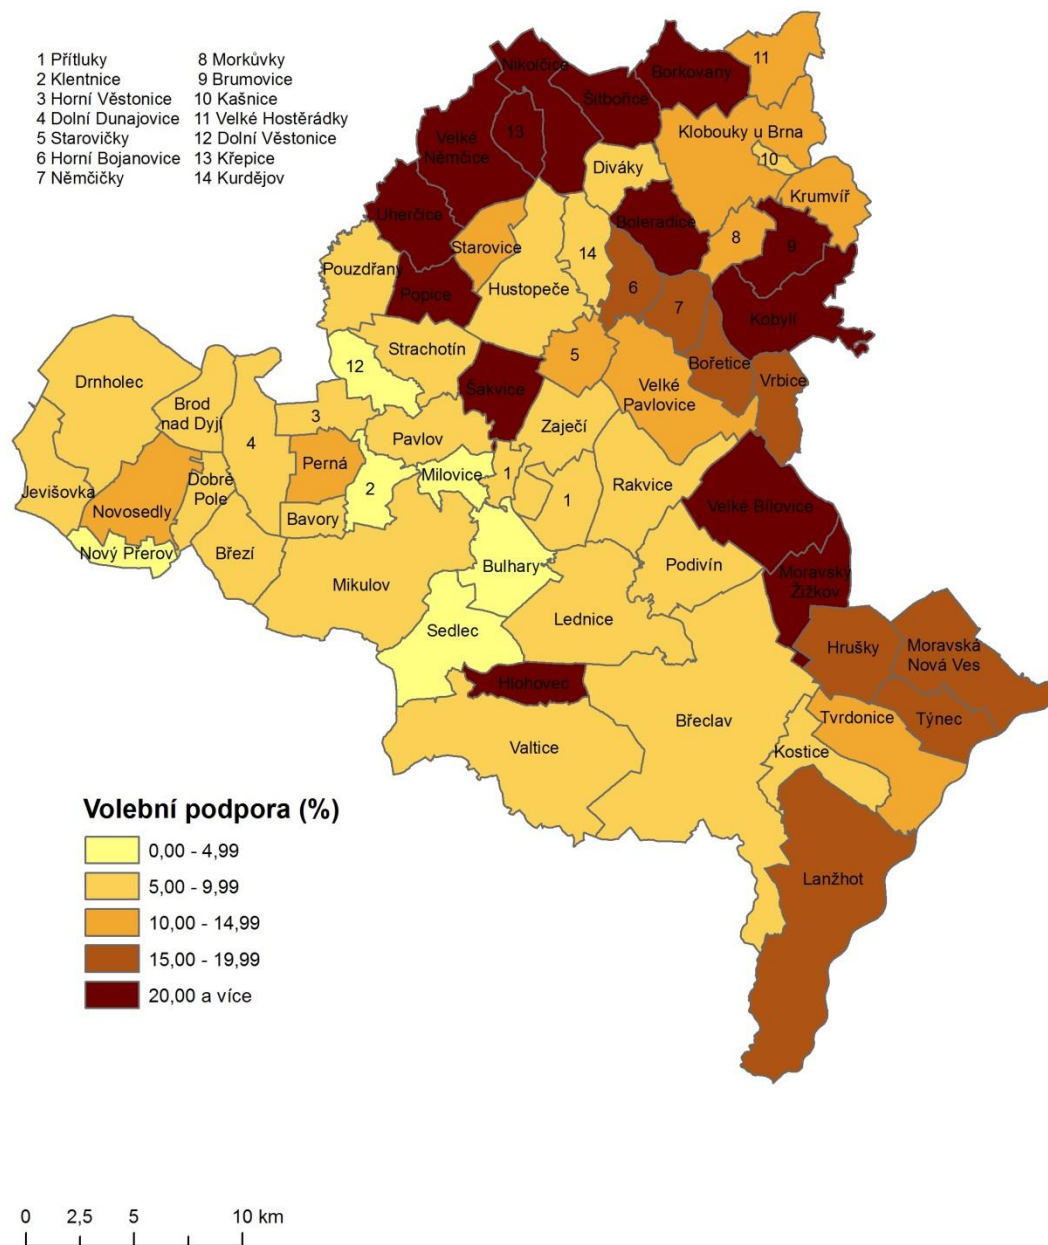 1 Přítluky
2 Klentnice
3 Horní Věstonice
4 Dolní Dunajovice
5 Starovičky
6 Horní Bojanovice
7 Němčičky
8 Morkůvky
9 Brumovice
10 Kašnice
11 Velké Hostěrádky
12 Dolní Věstonice
13 Křepice
14 Kurdějov
Nikolčice
Borkovany
11
Šitbořice
Velké
Němčice
13
Klobouky u Brna
10
Diváky
Krumvíř
Uherčice
Boleradice
Starovice
8
9
14
Pouzdřany
Popice
Hustopeče
6
7
Kobylí
Strachotín
5
Bořetice
12
Drnholec
Šakvice
Velké
Pavlovice
Vrbice
Brod
nad Dyjí
3
4
Pavlov
Zaječí
Perná
Milovice
1
Jevišovka
Dobré
Pole
2
1
Rakvice
Novosedly
Bavory
Velké Bílovice
Nový Přerov
Březí
Bulhary
Podivín
Mikulov
Moravský
Žižkov
Lednice
Sedlec
Hrušky
Moravská
Nová Ves
Hlohovec
Břeclav
Tvrdonice
Týnec
Valtice
Kostice
Lanžhot
Volební podpora (%)
0,00 - 4,99
5,00 - 9,99
10,00 - 14,99
15,00 - 19,99
20,00 a více
0 2,5 5 10 km